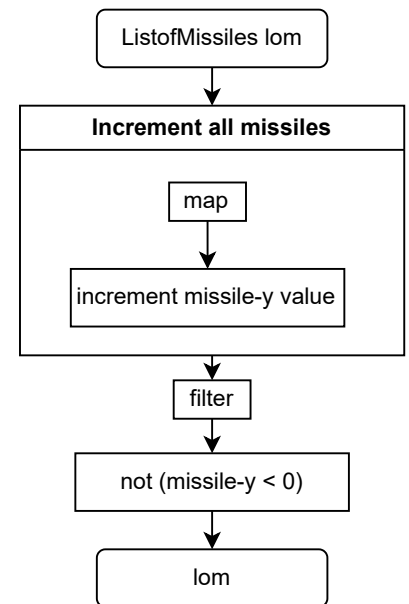 ListofMissiles lom
Increment all missiles
map
increment missile-y value
filter
not (missile-y < 0)
lom